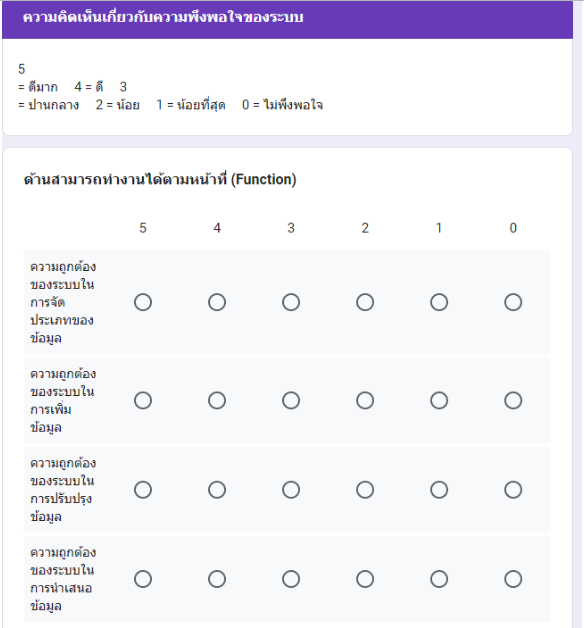 ความคิดเห็นเกี่ยวกับความพึงพอใจของระบบ
5
= ดีมาก 4 = ดี 3
= ปานกลาง 2 = น้อย 1 = น้อยที่สุด 0 = ไม่พึงพอใจ
ด้านสามารถทำงานได้ตามหน้าที่ (Function)
5 4 3 2 1 0
ความถูกต้อง
ของระบบใน
การจัด
ประเภทของ
ข้อมูล
ความถูกต้อง
ของระบบใน
การเพิ่ม
ข้อมูล
ความถูกต้อง
ของระบบใน
การปรับปรุง
ข้อมูล
ความถูกต้อง
ของระบบใน
การนำเสนอ
ข้อมูล